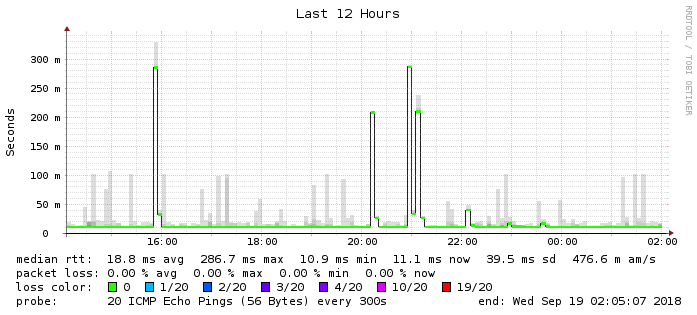 Last 12 Hours
RRDTOOL / TOBI OETIKER
Seconds
300 m
250 m
200 m
150 m
100 m
50 m
0
16:00 18:00 20:00 22:00 00:00 02:00
median rtt: 18.8 ms avg 286.7 ms max 10.9 ms min 11.1 ms now 39.5 ms sd 476.6 m am/s
packet loss: 0.00 % avg 0.00 % max 0.00 % min 0.00 % now
loss color: 0 1/20 2/20 3/20 4/20 10/20 19/20
probe: 20 ICMP Echo Pings (56 Bytes) every 300s end: Wed Sep 19 02:05:07 2018